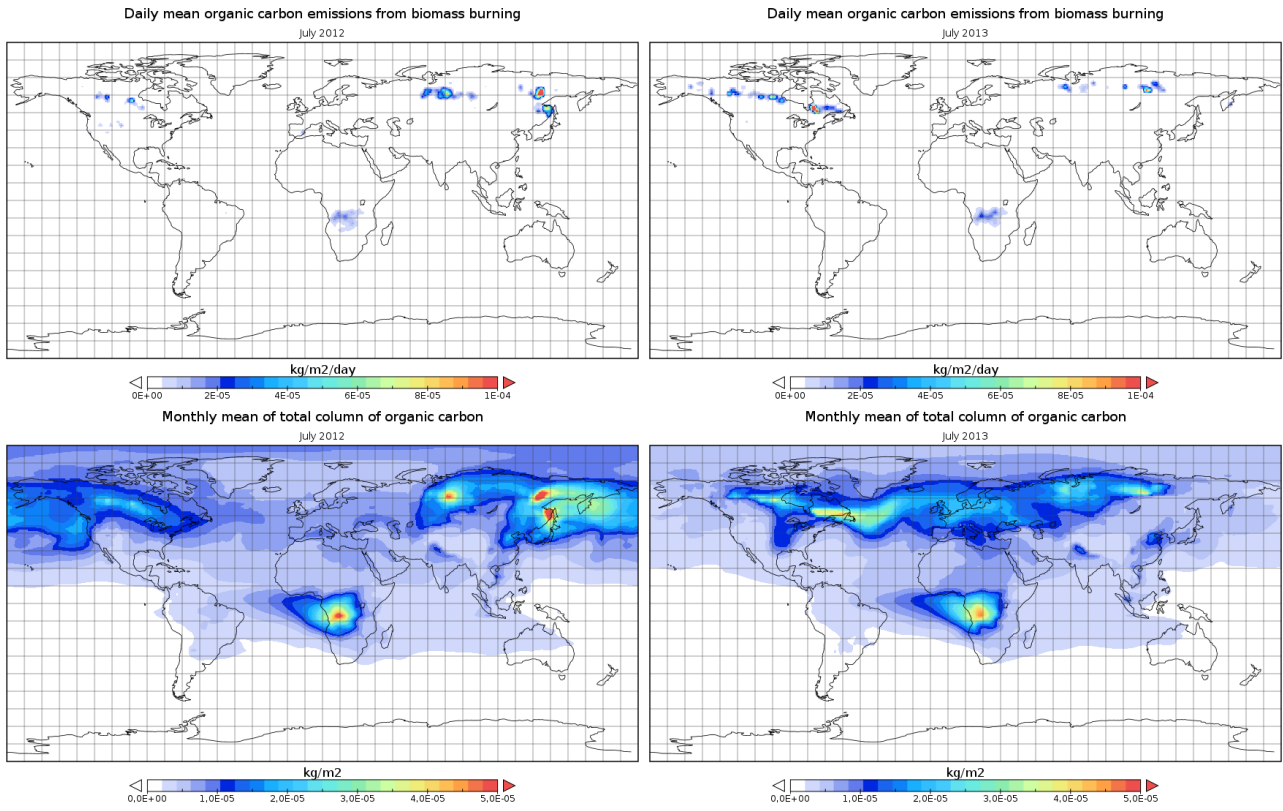 Daily mean organic carbon emissions from biomass burning
July 2012
kg/m2/day
0E+00 2E-05 4E-05 6E-05 8E-05 1E-04
Daily mean organic carbon emissions from biomass burning
July 2013
kg/m2/day
0E+00 2E-05 4E-05 6E-05 8E-05 1E-04
Monthly mean of total column of organic carbon
July 2012
kg/m2
0.0E+00 1.0E-05 2.0E-05 3.0E-05 4.0E-05 5.0E-05
Monthly mean of total column of organic carbon
July 2013
kg/m2
0.0E+00 1.0E-05 2.0E-05 3.0E-05 4.0E-05 5.0E-05